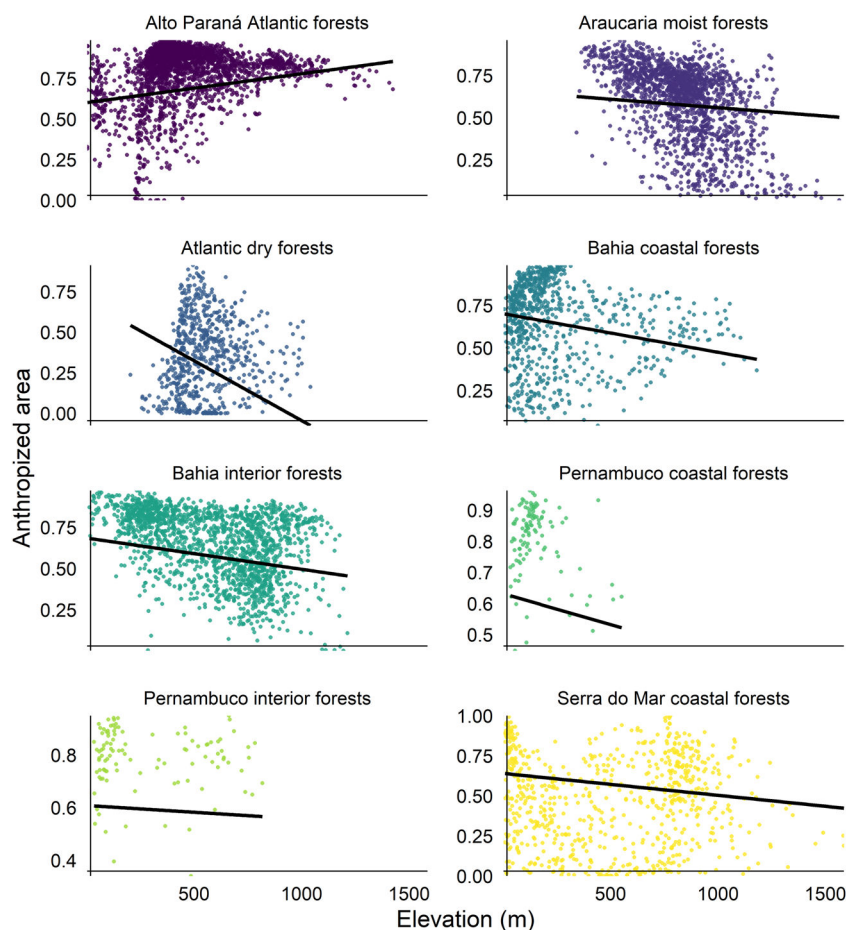 Alto Paraná Atlantic forests
Araucaria moist forests
0.75
0.50
0.25
0.00
0.75
0.50
0.25
Atlantic dry forests
Bahia coastal forests
0.75
0.50
0.25
0.00
0.75
0.50
0.25
Anthropized area
Bahia interior forests
Pernambuco coastal forests
0.75
0.50
0.25
0.9
0.8
0.7
0.6
0.5
Pernambuco interior forests
Serra do Mar coastal forests
0.8
0.6
0.4
1.00
0.75
0.50
0.25
0.00
500 1000 1500
500 1000 1500
Elevation (m)